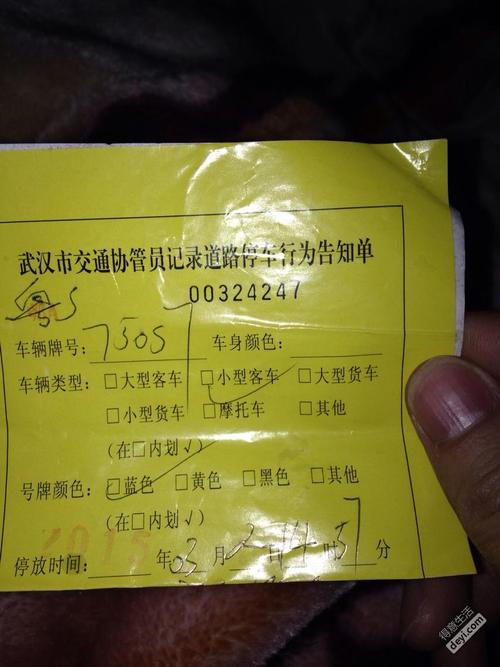 武汉市交通协管员记录道路停车行为告知单
00324247
粤S
车辆牌号: 7505 车身颜色:
车辆类型: □大型客车 □小型客车 □大型货车
□小型货车 □摩托车 □其他
(在□内划√)
号牌颜色: □蓝色 □黄色 □黑色 □其他
(在□内划√)
停放时间: 2015 年 03 月 2 日 14 时 57 分
得意生活
deyi.com